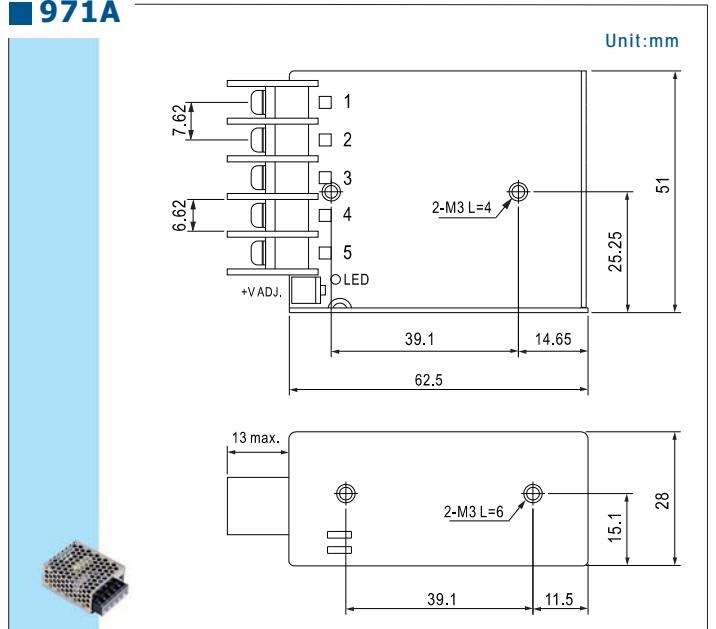 971A
Unit:mm
7.62
6.62
1
2
3
4
5
LED
+V ADJ.
2-M3 L=4
51
25.25
39.1
14.65
62.5
13 max.
2-M3 L=6
28
15.1
39.1
11.5